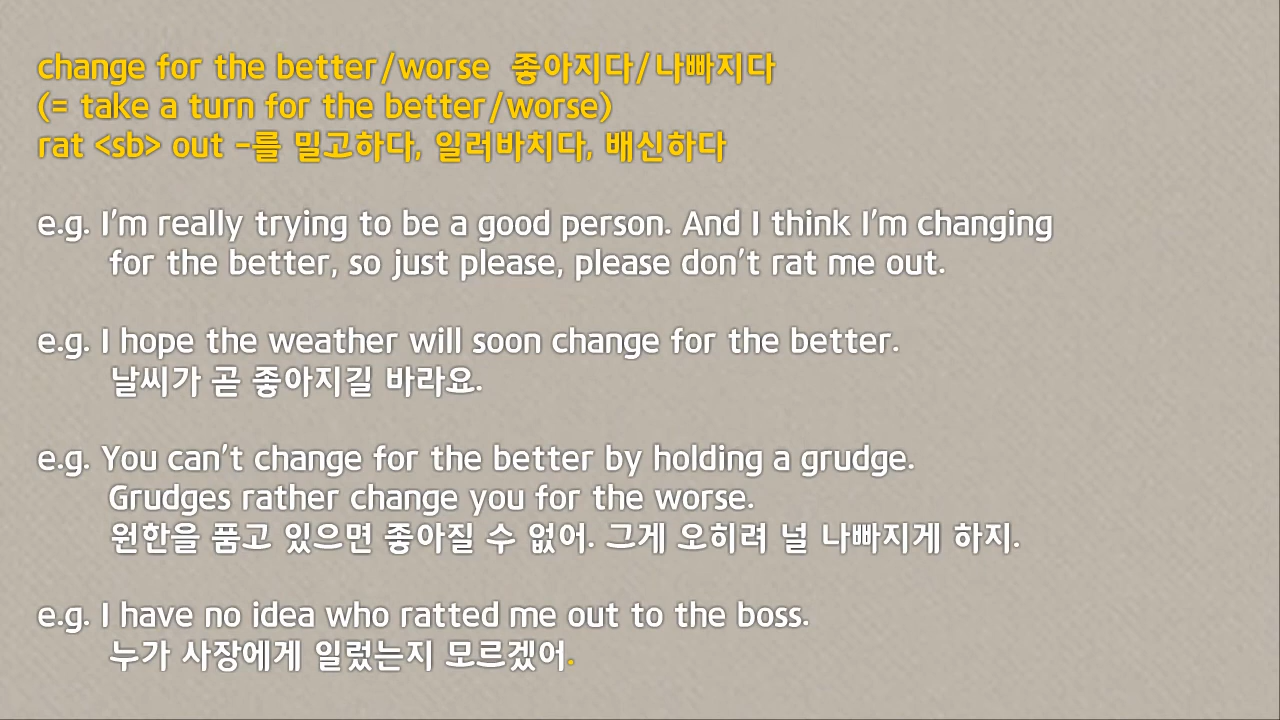 change for the better/worse 좋아지다/나빠지다
(= take a turn for the better/worse)
rat <sb> out -를 밀고하다, 일러바치다, 배신하다
e.g. I'm really trying to be a good person. And I think I'm changing
for the better, so just please, please don't rat me out.
e.g. I hope the weather will soon change for the better.
날씨가 곧 좋아지길 바라요.
e.g. You can't change for the better by holding a grudge.
Grudges rather change you for the worse.
원한을 품고 있으면 좋아질 수 없어. 그게 오히려 널 나빠지게 하지.
e.g. I have no idea who ratted me out to the boss.
누가 사장에게 일렀는지 모르겠어.